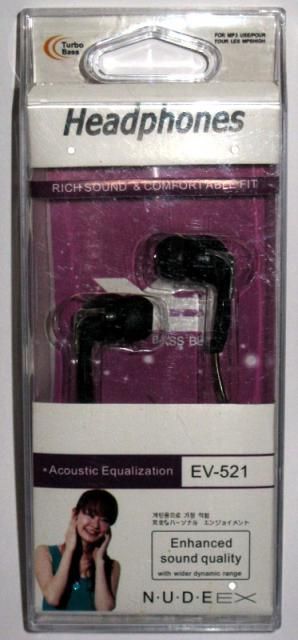 Turbo
Bass
FOR MP3 USE/POUR
Headphones
RICH SOUND & COMFORTABLE FIT
BASS
• Acoustic Equalization
EV-521
Enhanced
sound quality
with wider dynamic range
N·U·D·E EX